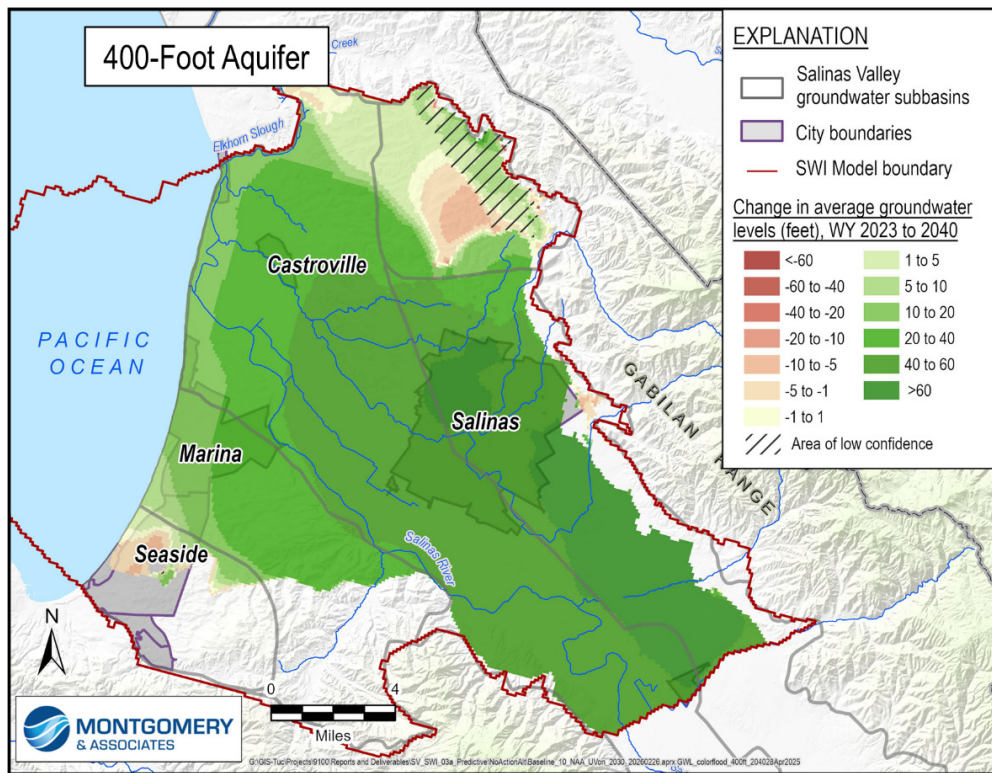 400-Foot Aquifer
Creek
Elkhorn Slough
Castroville
PACIFIC
OCEAN
Salinas
Marina
Seaside
Salinas
River
GABILAN RANGE
N
0 4
Miles
MONTGOMERY
& ASSOCIATES
EXPLANATION
Salinas Valley
groundwater subbasins
City boundaries
SWI Model boundary
Change in average groundwater
levels (feet), WY 2023 to 2040
<-60
-60 to -40
-40 to -20
-20 to -10
-10 to -5
-5 to -1
-1 to 1
1 to 5
5 to 10
10 to 20
20 to 40
40 to 60
>60
Area of low confidence